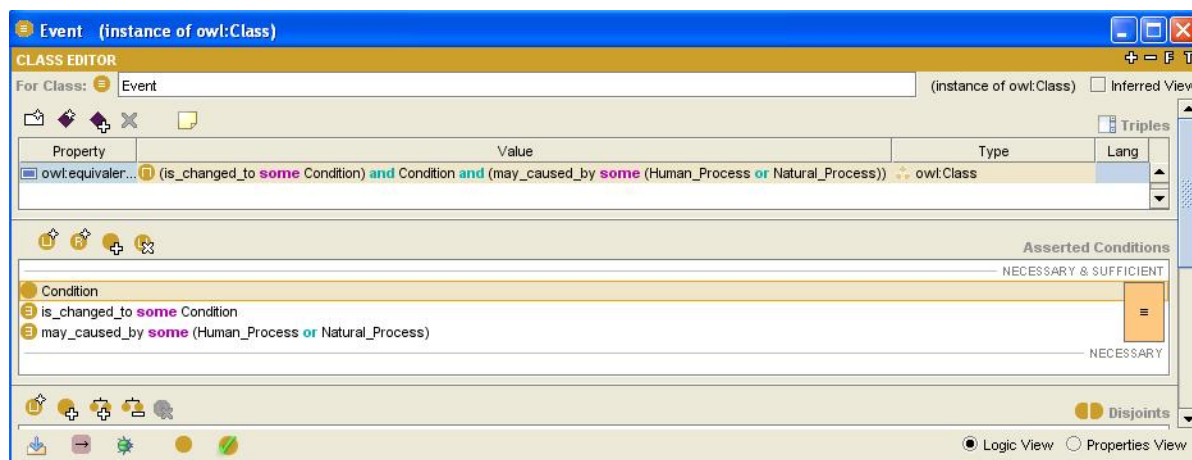 Event (instance of owl:Class)
CLASS EDITOR
For Class: Event (instance of owl:Class) Inferred View
Triples
Property Value Type Lang
owl:equivaler... (is_changed_to some Condition) and Condition and (may_caused_by some (Human_Process or Natural_Process)) owl:Class
Asserted Conditions
NECESSARY & SUFFICIENT
Condition
is_changed_to some Condition
may_caused_by some (Human_Process or Natural_Process)
NECESSARY
Disjoints
Logic View Properties View